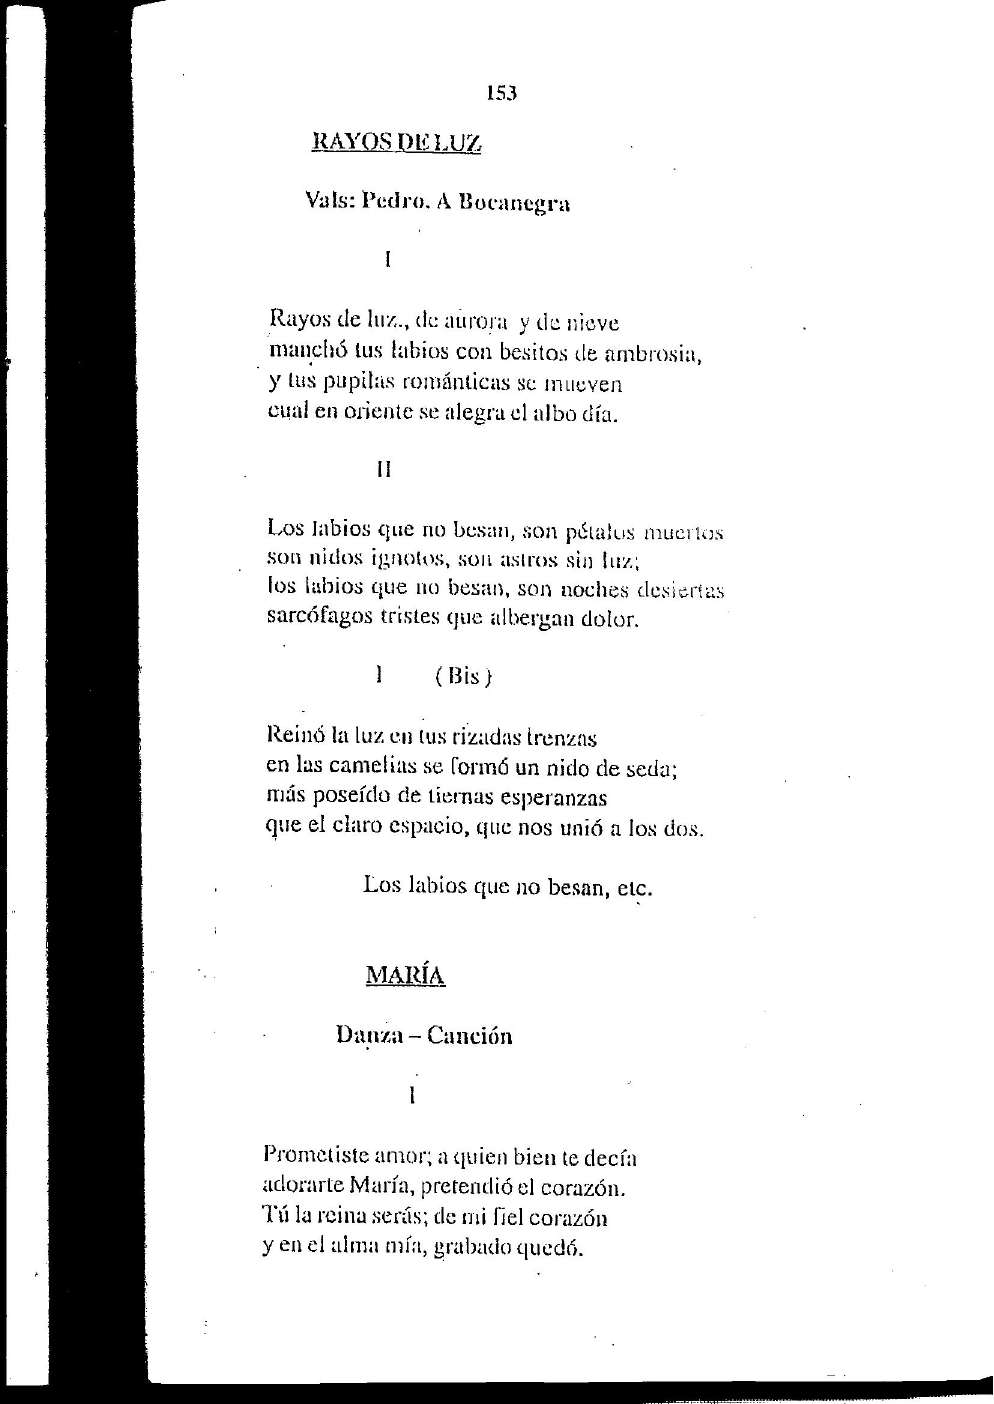 153
RAYOS DE LUZ
Vals: Pedro. A Bocanegra
I
Rayos de luz., de aurora y de nieve
manchó tus labios con besitos de ambrosia,
y tus pupilas románticas se mueven
cual en oriente se alegra el albo día.
II
Los labios que no besan, son pétalos muertos
son nidos ignotos, son astros sin luz;
los labios que no besan, son noches desiertas
sarcófagos tristes que albergan dolor.
I (Bis)
Reinó la luz en tus rizadas trenzas
en las camelias se formó un nido de seda;
más poseído de tiernas esperanzas
que el claro espacio, que nos unió a los dos.
Los labios que no besan, etc.
MARÍA
Danza – Canción
I
Prometiste amor; a quien bien te decía
adorarte María, pretendió el corazón.
Tú la reina serás; de mi fiel corazón
y en el alma mía, grabado quedó.